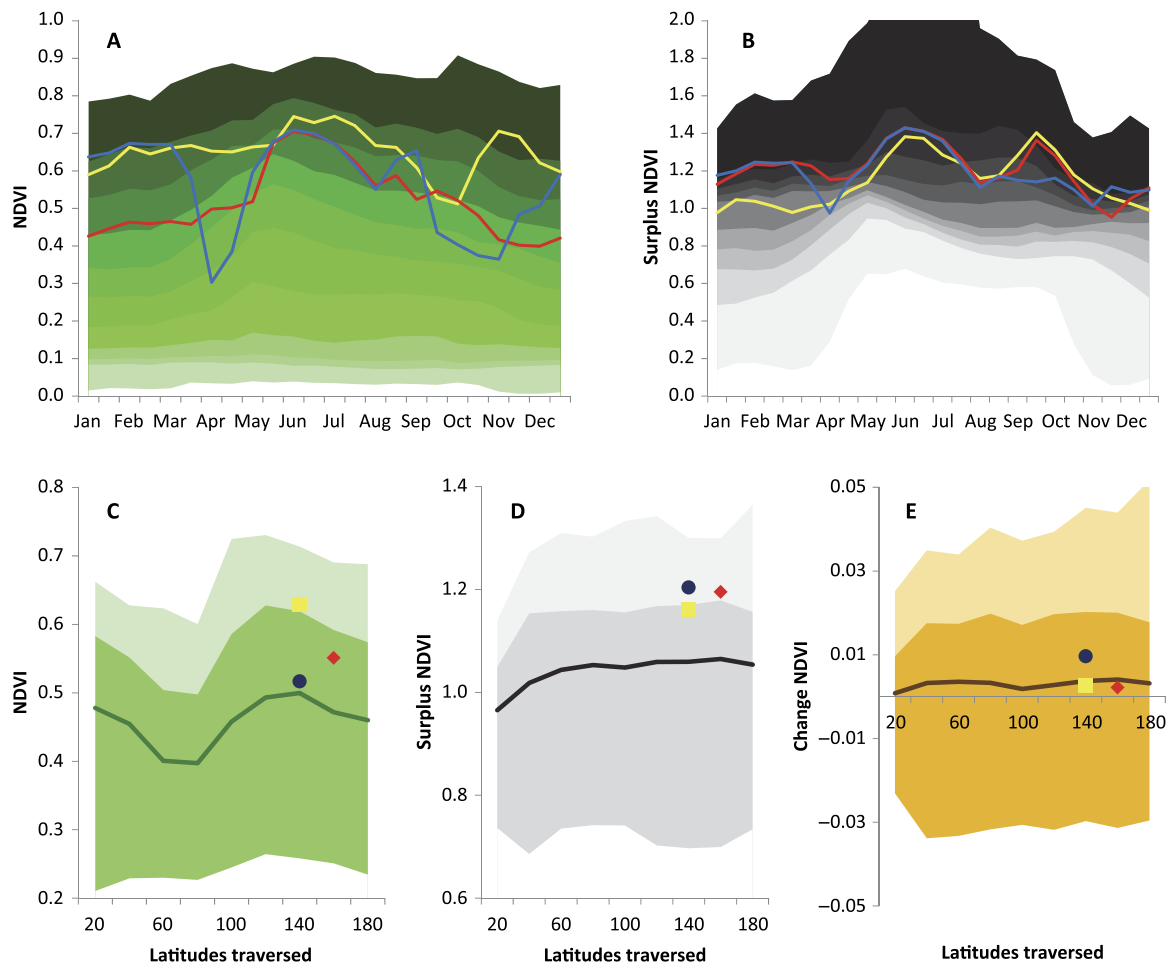 A
NDVI
1.0
0.9
0.8
0.7
0.6
0.5
0.4
0.3
0.2
0.1
0.0
Jan Feb Mar Apr May Jun Jul Aug Sep Oct Nov Dec
B
Surplus NDVI
2.0
1.8
1.6
1.4
1.2
1.0
0.8
0.6
0.4
0.2
0.0
Jan Feb Mar Apr May Jun Jul Aug Sep Oct Nov Dec
C
NDVI
0.8
0.7
0.6
0.5
0.4
0.3
0.2
20 60 100 140 180
Latitudes traversed
D
Surplus NDVI
1.4
1.2
1.0
0.8
0.6
20 60 100 140 180
Latitudes traversed
E
Change NDVI
0.05
0.03
0.01
−0.01
−0.03
−0.05
20 60 100 140 180
Latitudes traversed